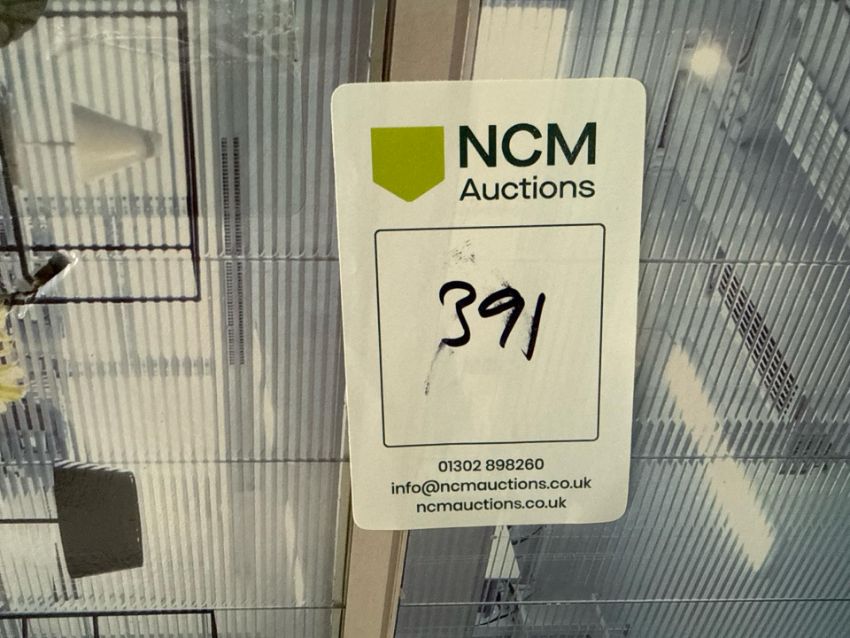 NCM
Auctions
391
01302 898260
info@ncmauctions.co.uk
ncmauctions.co.uk